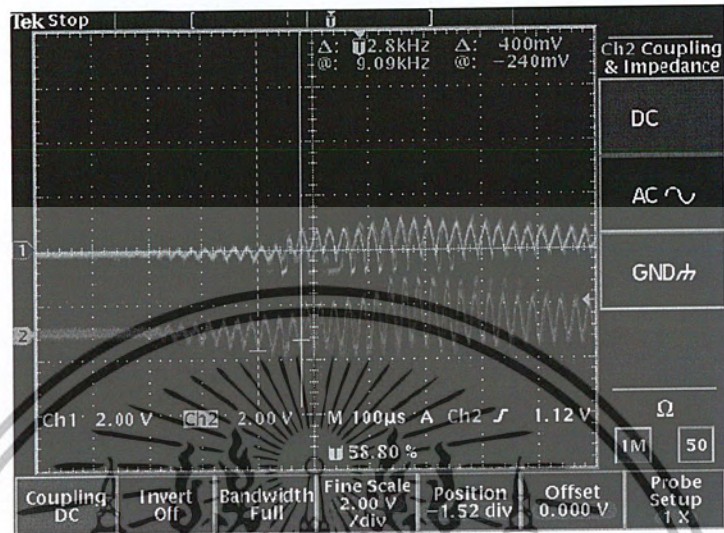 Tek Stop
Δ: 12.8kHz Δ: 400mV
@: 9.09kHz @: −240mV
Ch2 Coupling
& Impedance
DC
AC
GND
1
2
Ch1 2.00 V Ch2 2.00 V M 100µs A Ch2 1.12 V
58.80 %
Ω
1M 50
Coupling
DC
Invert
Off
Bandwidth
Full
Fine Scale
2.00 V
/div
Position
−1.52 div
Offset
0.000 V
Probe
Setup
1 X